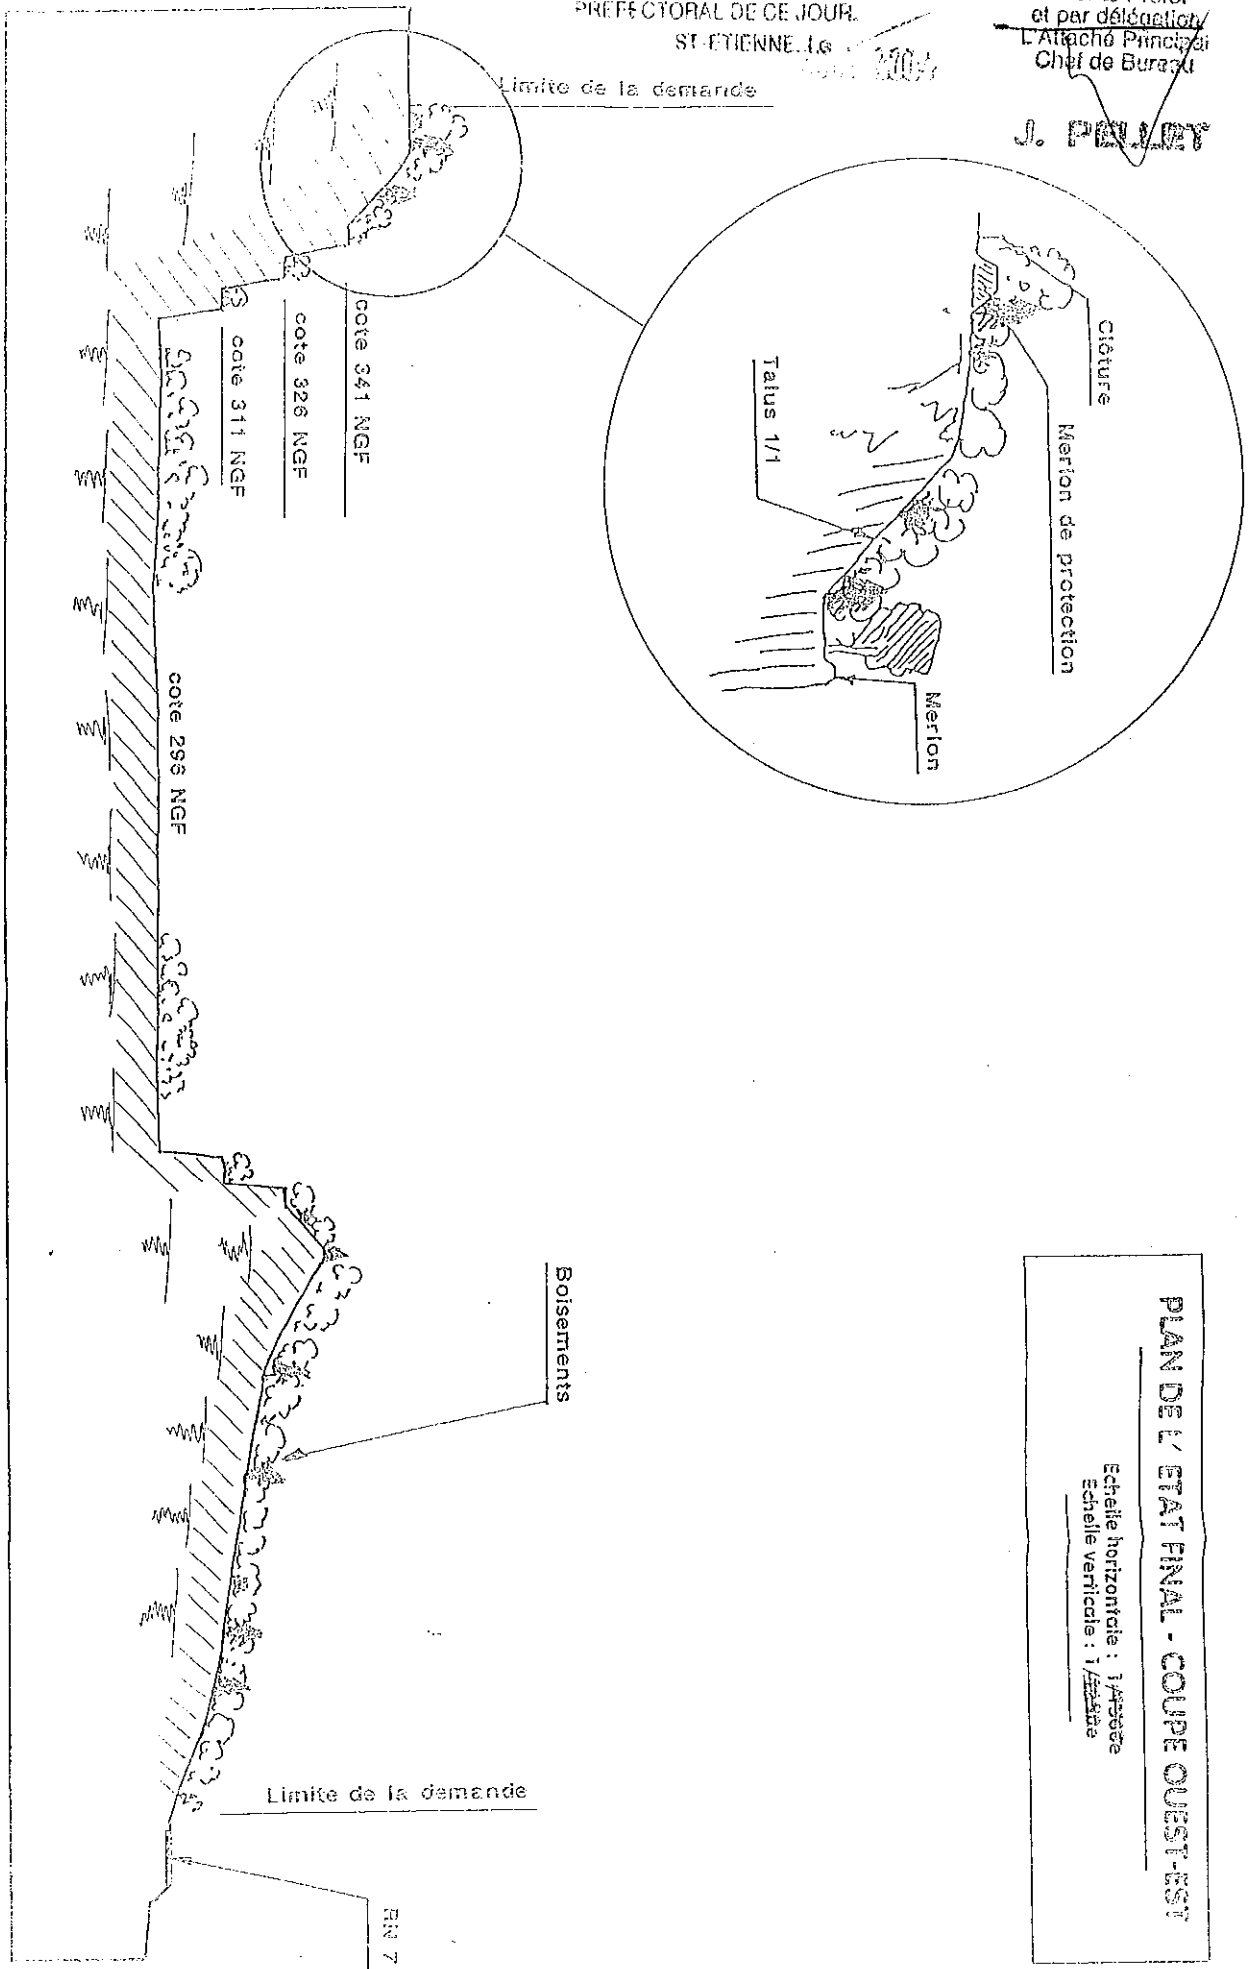 PREFECTORAL DE CE JOUR.
ST-ETIENNE, Le
et par délégation
L'Attaché Principal
Chef de Bureau
J. PELLET
Limite de la demande
Clôture
Merlon de protection
Talus 1/1
Merlon
cote 341 NGF
cote 326 NGF
cote 311 NGF
cote 296 NGF
Boisements
PLAN DE L' ETAT FINAL - COUPE OUEST-EST
Echelle horizontale :
Echelle verticale :
Limite de la demande
RN 7